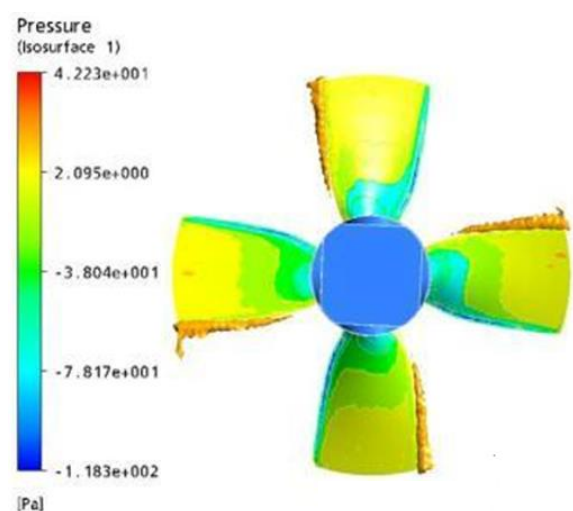 Pressure
(Isosurface 1)
4.223e+001
2.095e+000
-3.804e+001
-7.817e+001
-1.183e+002
[Pa]